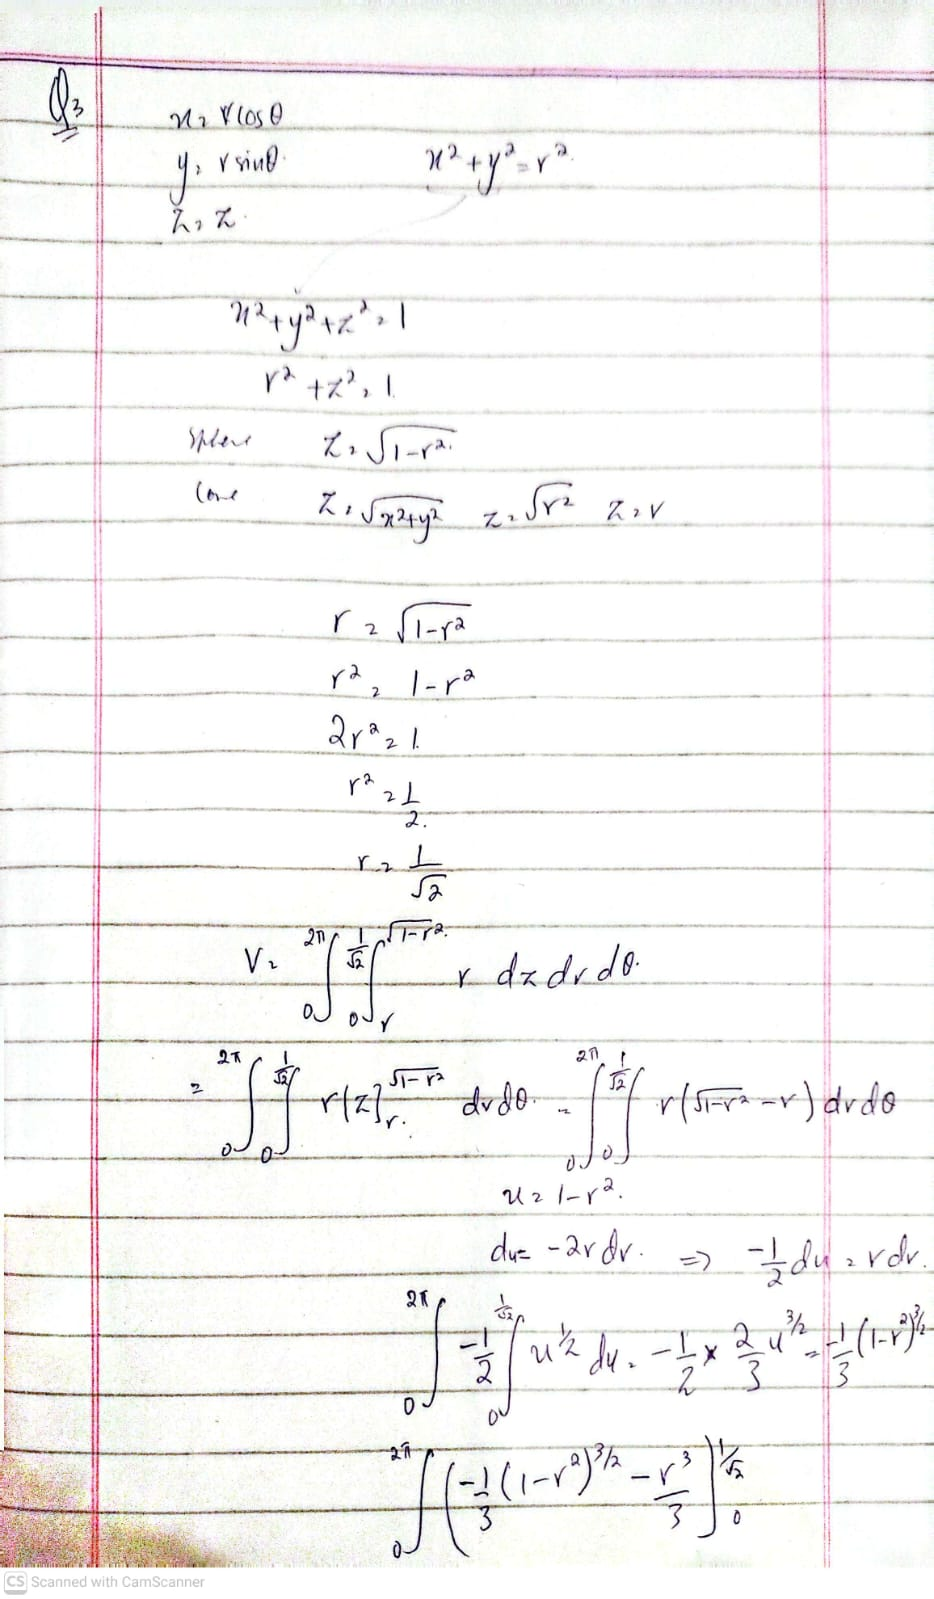 Q3
x = r cosθ
y = r sinθ. x² + y² = r².
z = z.
x² + y² + z² = 1
r² + z² = 1.
Sphere z = √(1-r²).
Cone z = √(x²+y²) z = √r² z = r
r = √(1-r²)
r² = 1-r²
2r² = 1.
r² = 1/2.
r = 1/√2
V = ∫₀^2π ∫₀^1/√2 ∫ᵣ^√(1-r²) r dz dr dθ.
= ∫₀^2π ∫₀^1/√2 r[z]ᵣ^√(1-r²) dr dθ. = ∫₀^2π ∫₀^1/√2 r(√(1-r²) - r) dr dθ
u = 1-r².
du = -2r dr. ⇒ -1/2 du = r dr.
∫₀^2π -1/2 ∫₀^1/√2 u^1/2 du = -1/2 × 2/3 u^3/2 = -1/3 (1-r²)^3/2
∫₀^2π (-1/3 (1-r²)^3/2 - r³/3]₀^1/√2
CS Scanned with CamScanner